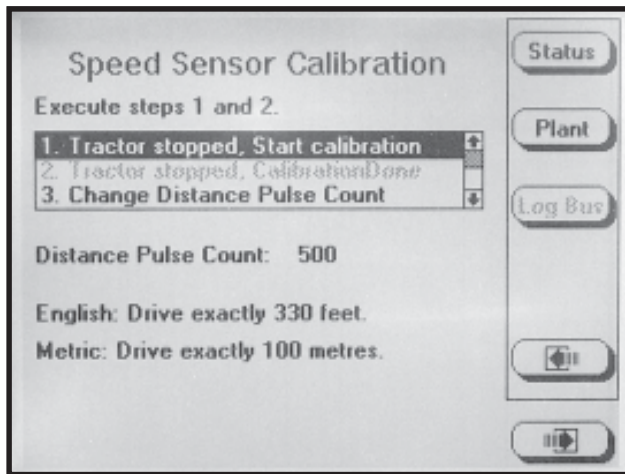 Speed Sensor Calibration
Execute steps 1 and 2.
1. Tractor stopped, Start calibration
2. Tractor stopped, CalibrationDone
3. Change Distance Pulse Count
Distance Pulse Count: 500
English: Drive exactly 330 feet.
Metric: Drive exactly 100 metres.
Status
Plant
Log Bus